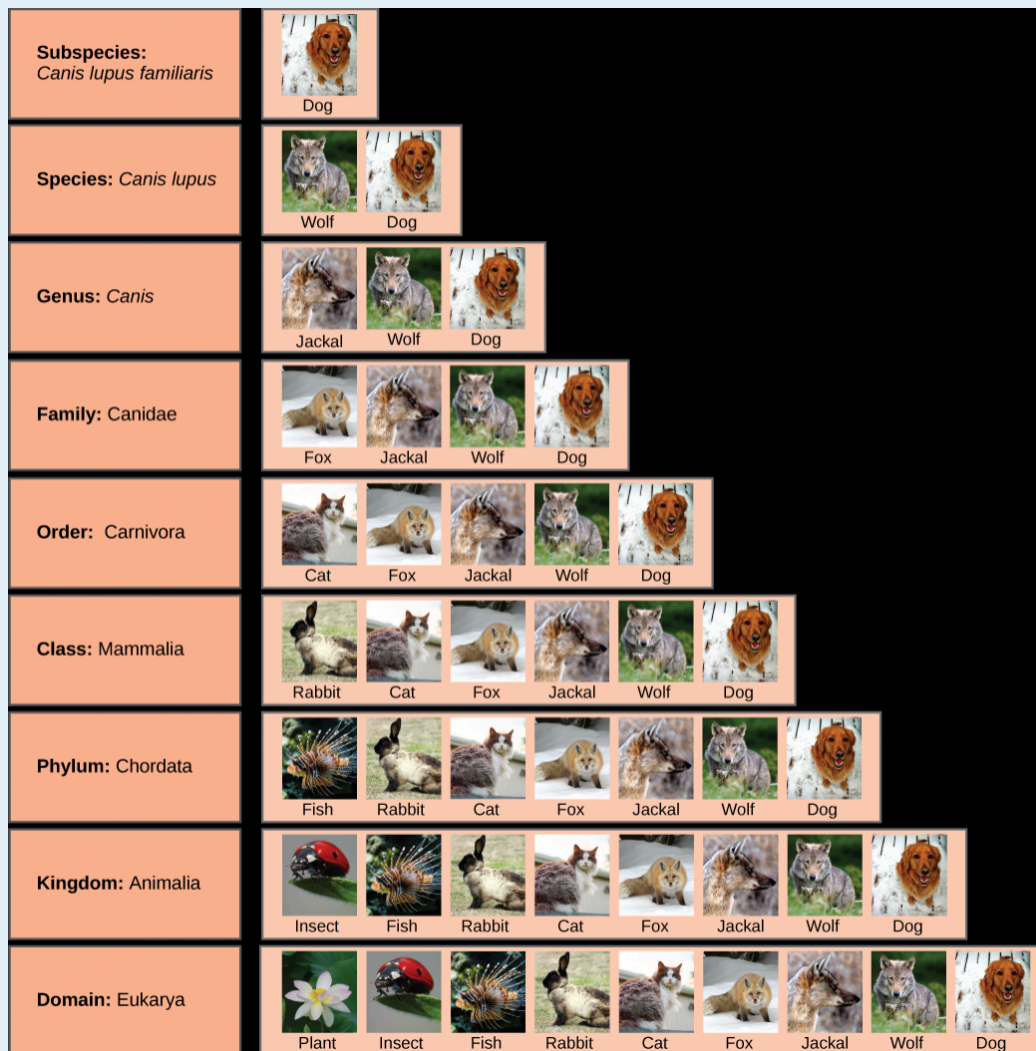 Subspecies:
Canis lupus familiaris
Dog
Species: Canis lupus
Wolf Dog
Genus: Canis
Jackal Wolf Dog
Family: Canidae
Fox Jackal Wolf Dog
Order: Carnivora
Cat Fox Jackal Wolf Dog
Class: Mammalia
Rabbit Cat Fox Jackal Wolf Dog
Phylum: Chordata
Fish Rabbit Cat Fox Jackal Wolf Dog
Kingdom: Animalia
Insect Fish Rabbit Cat Fox Jackal Wolf Dog
Domain: Eukarya
Plant Insect Fish Rabbit Cat Fox Jackal Wolf Dog